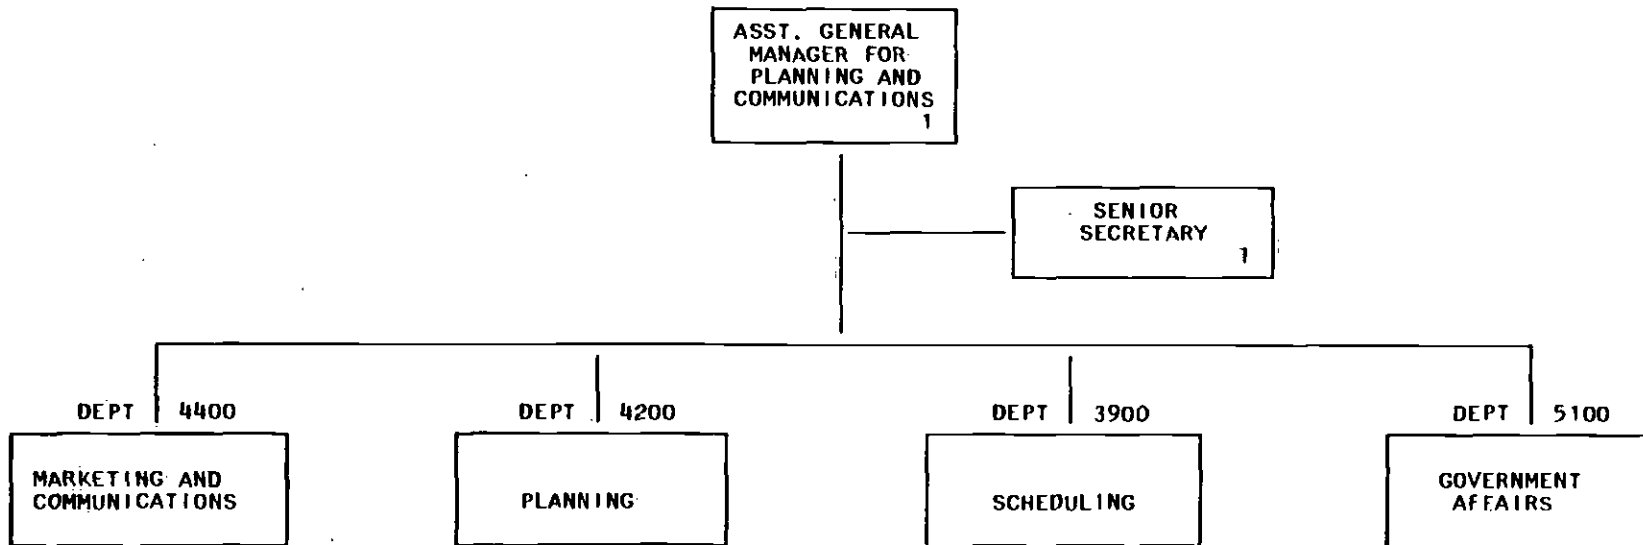 ASST. GENERAL
MANAGER FOR
PLANNING AND
COMMUNICATIONS
1
SENIOR
SECRETARY
1
DEPT 4400
DEPT 4200
DEPT 3900
DEPT 5100
MARKETING AND
COMMUNICATIONS
PLANNING
SCHEDULING
GOVERNMENT
AFFAIRS